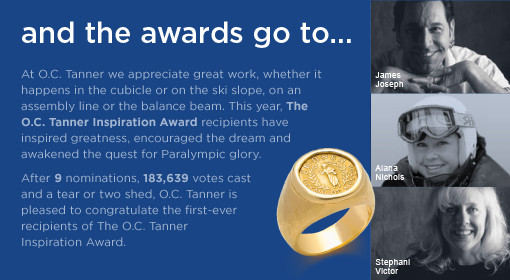 and the awards go to...
At O.C. Tanner we appreciate great work, whether it
happens in the cubicle or on the ski slope, on an
assembly line or the balance beam. This year, The
O.C. Tanner Inspiration Award recipients have
inspired greatness, encouraged the dream and
awakened the quest for Paralympic glory.
After 9 nominations, 183,639 votes cast
and a tear or two shed, O.C. Tanner is
pleased to congratulate the first-ever
recipients of The O.C. Tanner
Inspiration Award.
James
Joseph
Alana
Nichols
Stephani
Victor